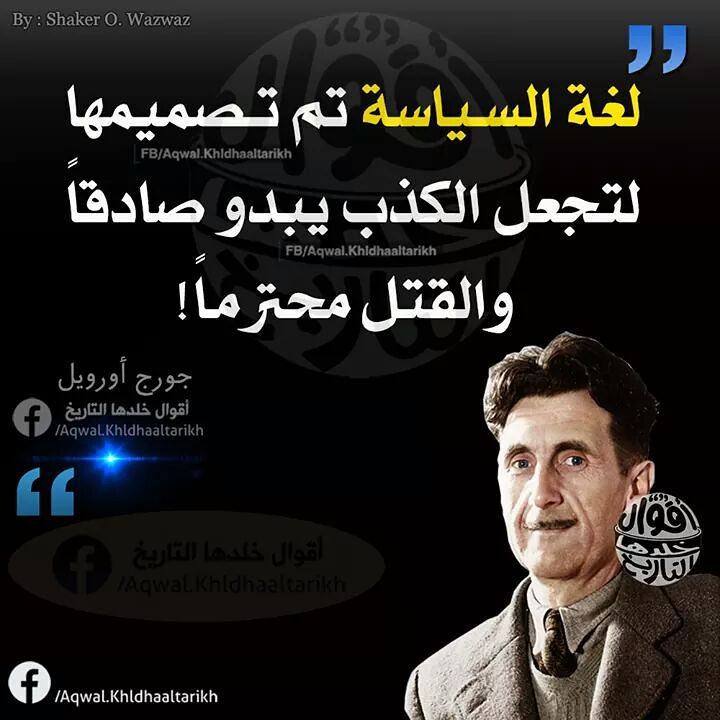 By : Shaker O. Wazwaz
لغة السياسة تم تصميمها
FB/Aqwal.Khldhaaltarikh
لتجعل الكذب يبدو صادقاً
FB/Aqwal.Khldhaaltarikh
والقتل محترماً!
جورج أورويل
أقوال خلدها التاريخ
/Aqwal.Khldhaaltarikh
أقوال خلدها التاريخ
أقوال خلدها التاريخ
/Aqwal.Khldhaaltarikh
/Aqwal.Khldhaaltarikh